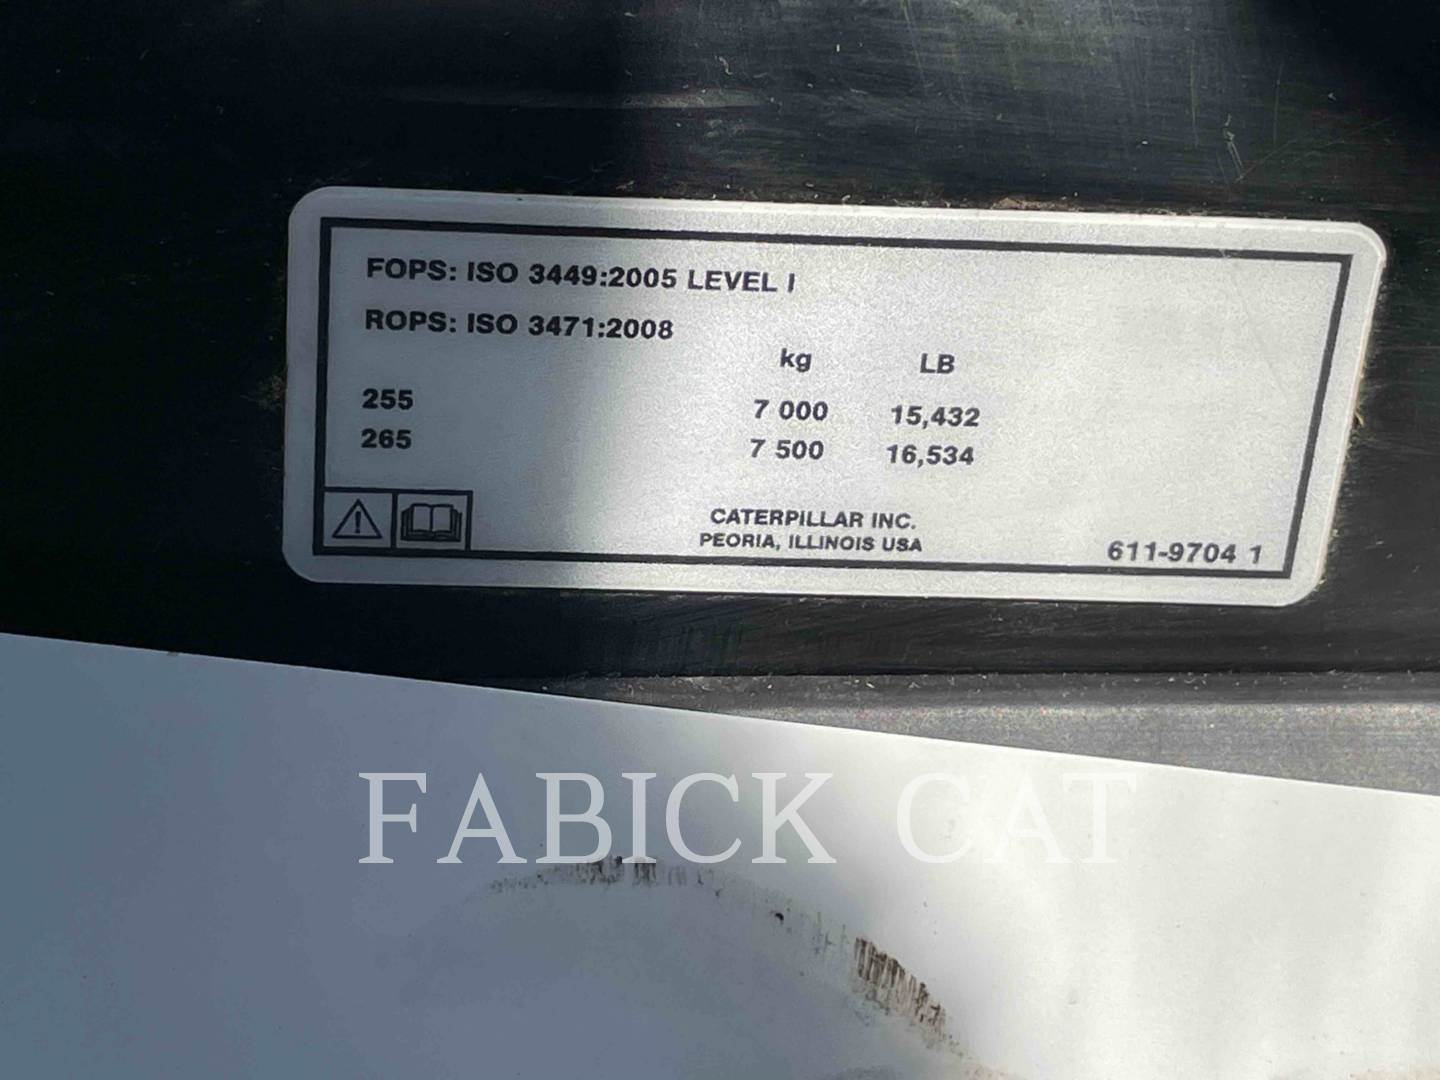 FOPS: ISO 3449:2005 LEVEL I
ROPS: ISO 3471:2008
kg LB
255 7 000 15,432
265 7 500 16,534
CATERPILLAR INC.
PEORIA, ILLINOIS USA
611-9704 1
FABICK CAT